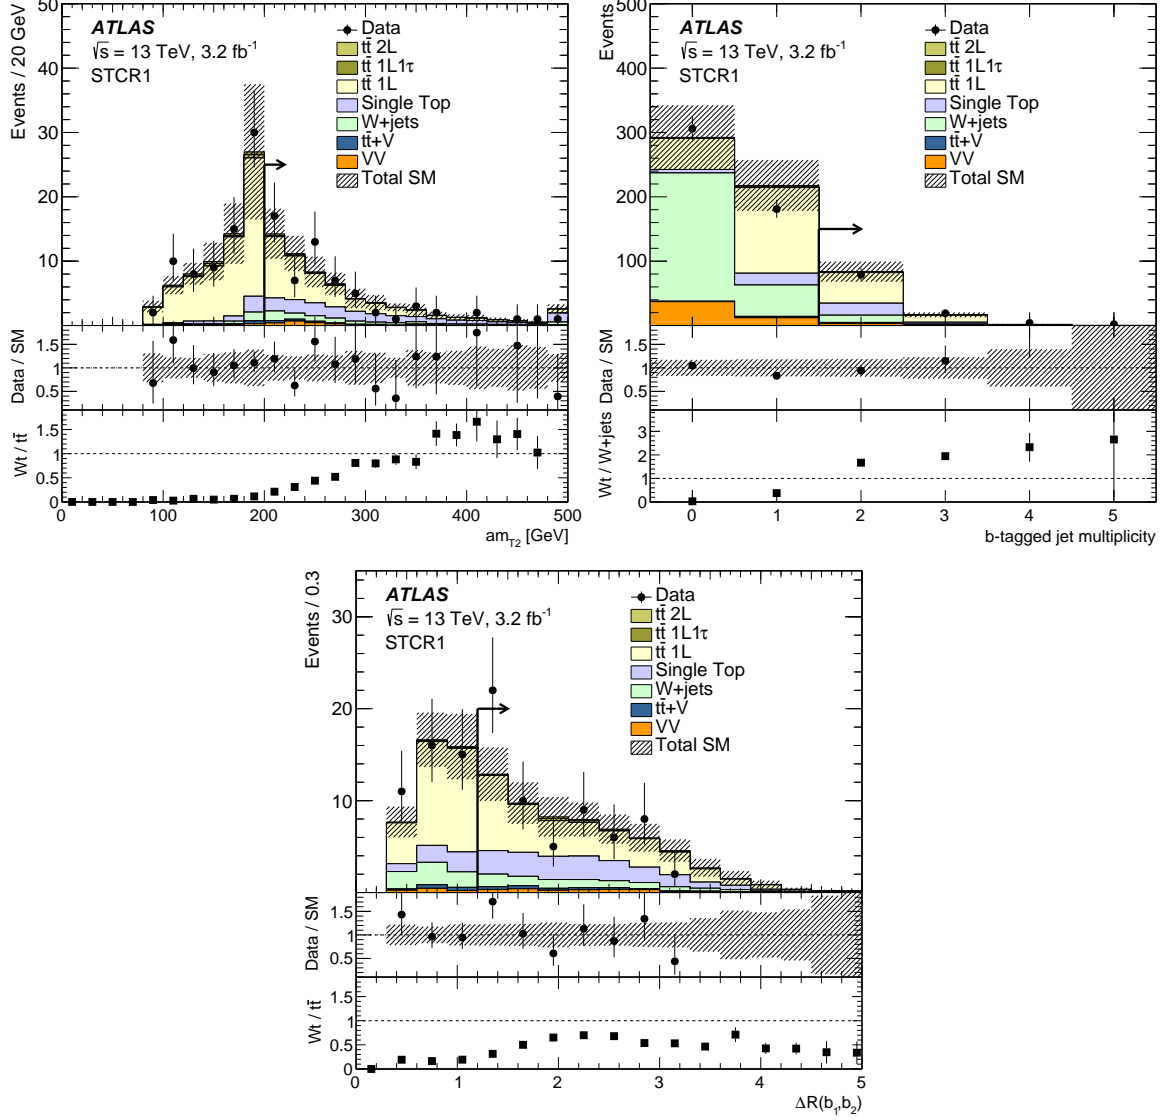 Events / 20 GeV
ATLAS
√s = 13 TeV, 3.2 fb⁻¹
STCR1
Data
tt̄ 2L
tt̄ 1L1τ
tt̄ 1L
Single Top
W+jets
tt̄+V
VV
Total SM
50
40
30
20
10
Data / SM
1.5
1
0.5
Wt / tt̄
1.5
1
0.5
0
0 100 200 300 400 500
am_T2 [GeV]
Events
ATLAS
√s = 13 TeV, 3.2 fb⁻¹
STCR1
Data
tt̄ 2L
tt̄ 1L1τ
tt̄ 1L
Single Top
W+jets
tt̄+V
VV
Total SM
500
400
300
200
100
Data / SM
1.5
1
0.5
Wt / W+jets
3
2
1
0
0 1 2 3 4 5
b-tagged jet multiplicity
Events / 0.3
ATLAS
√s = 13 TeV, 3.2 fb⁻¹
STCR1
Data
tt̄ 2L
tt̄ 1L1τ
tt̄ 1L
Single Top
W+jets
tt̄+V
VV
Total SM
30
20
10
Data / SM
1.5
1
0.5
Wt / tt̄
1.5
1
0.5
0
0 1 2 3 4 5
ΔR(b₁,b₂)